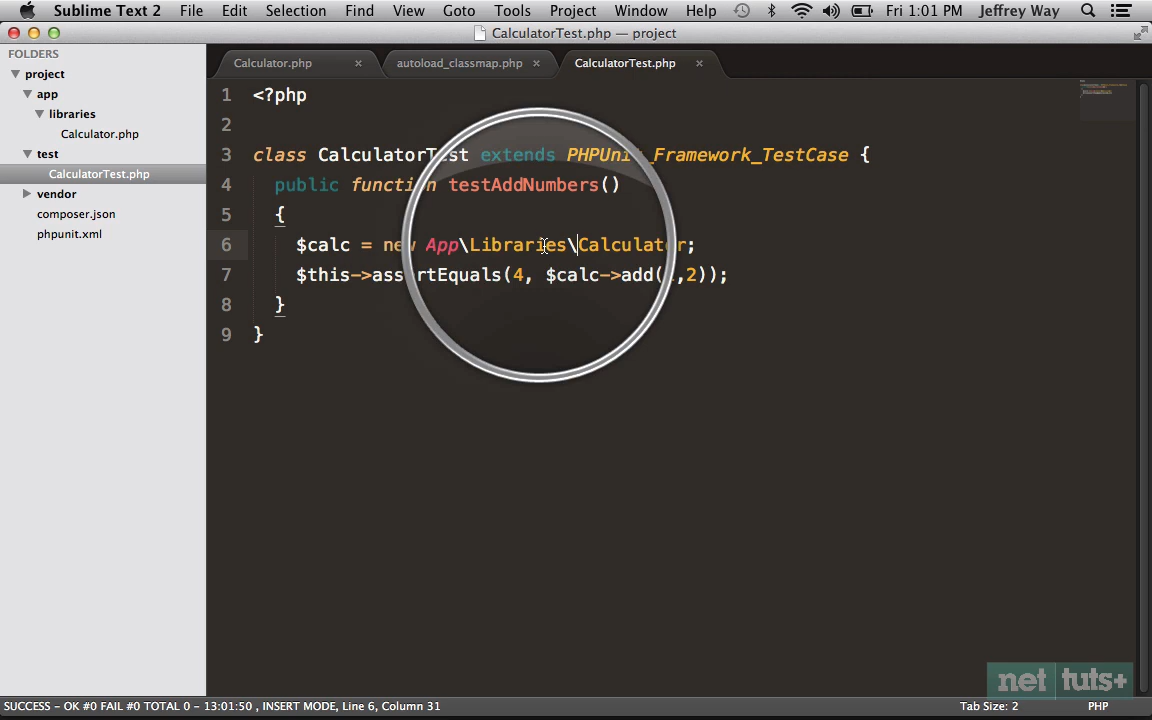 Sublime Text 2 File Edit Selection Find View Goto Tools Project Window Help Fri 1:01 PM Jeffrey Way
CalculatorTest.php — project
FOLDERS
project
app
libraries
Calculator.php
test
CalculatorTest.php
vendor
composer.json
phpunit.xml
Calculator.php × autoload_classmap.php × CalculatorTest.php ×
1 <?php
2
3 class CalculatorTest extends PHPUnit_Framework_TestCase {
4 public function testAddNumbers()
5 {
6 $calc = new App\Libraries\Calculator;
7 $this->assertEquals(4, $calc->add( ,2));
8 }
9 }
net tuts+
SUCCESS - OK #0 FAIL #0 TOTAL 0 - 13:01:50 , INSERT MODE, Line 6, Column 31 Tab Size: 2 PHP